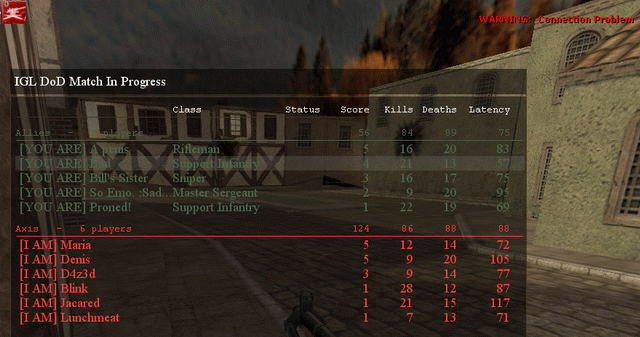 WARNING: Connection Problem
IGL DoD Match In Progress
Class Status Score Kills Deaths Latency
Allies - players 56 84 99 75
[YOU ARE] A penis Rifleman 5 16 20 83
[YOU ARE] Support Infantry 4 21 13 57
[YOU ARE] Bill's Sister Sniper 3 16 17 75
[YOU ARE] So Emo. :Sad... Master Sergeant 2 9 20 95
[YOU ARE] Proned! Support Infantry 1 22 19 69
Axis - 6 players 124 86 88 88
[I AM] Maria 5 12 14 72
[I AM] Denis 5 9 20 105
[I AM] D4z3d 3 9 14 77
[I AM] Blink 1 28 12 87
[I AM] Jacared 1 21 15 117
[I AM] Lunchmeat 1 7 13 71